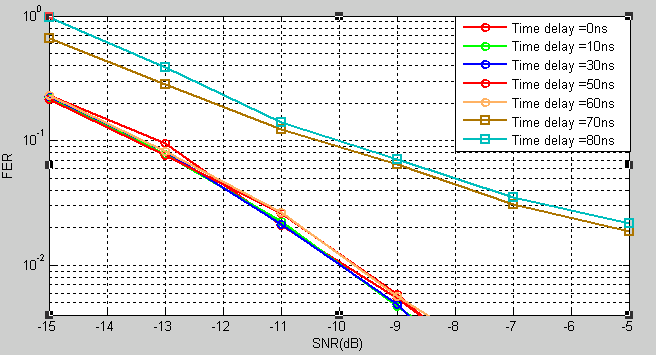 10^0
10^-1
10^-2
FER
Time delay =0ns
Time delay =10ns
Time delay =30ns
Time delay =50ns
Time delay =60ns
Time delay =70ns
Time delay =80ns
-15 -14 -13 -12 -11 -10 -9 -8 -7 -6 -5
SNR(dB)